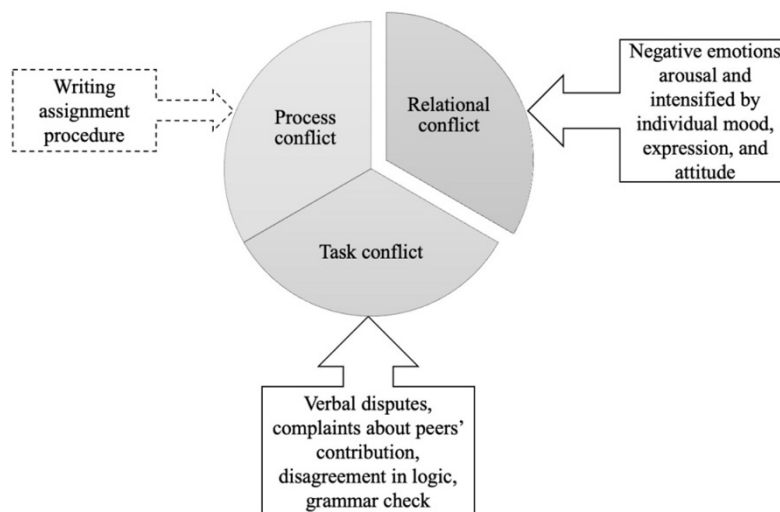 Writing
assignment
procedure
Process
conflict
Relational
conflict
Negative emotions
arousal and
intensified by
individual mood,
expression, and
attitude
Task conflict
Verbal disputes,
complaints about peers’
contribution,
disagreement in logic,
grammar check